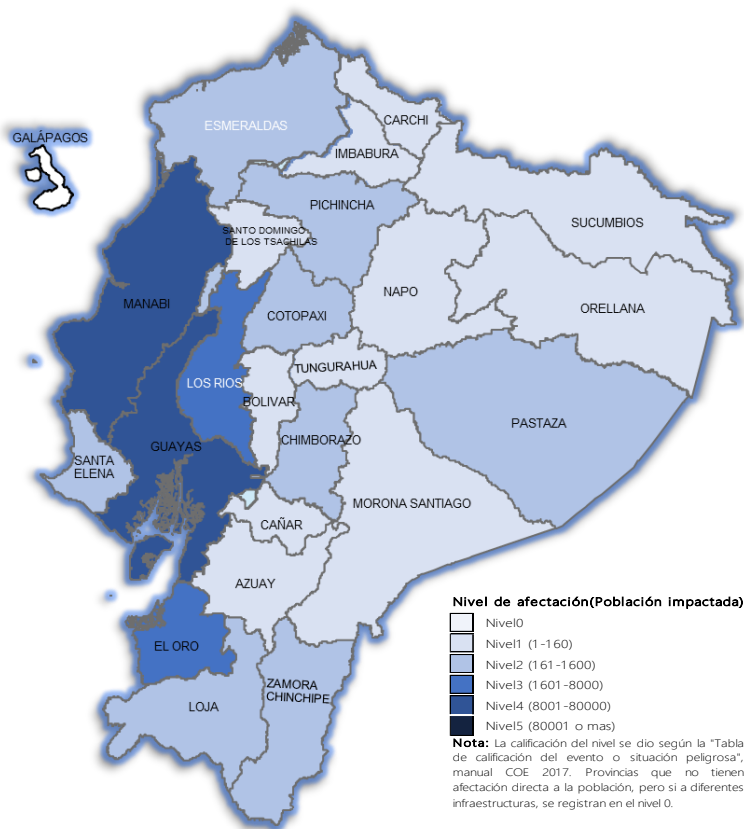 ESMERALDAS
CARCHI
GALÁPAGOS
IMBABURA
PICHINCHA
SUCUMBIOS
SANTO DOMINGO
DE LOS TSACHILAS
NAPO
MANABI
ORELLANA
COTOPAXI
TUNGURAHUA
LOS RIOS
BOLIVAR
PASTAZA
CHIMBORAZO
GUAYAS
SANTA
ELENA
MORONA SANTIAGO
CAÑAR
AZUAY
EL ORO
ZAMORA
CHINCHIPE
LOJA
Nivel de afectación(Población impactada)
Nivel0
Nivel1 (1-160)
Nivel2 (161-1600)
Nivel3 (1601-8000)
Nivel4 (8001-80000)
Nivel5 (80001 o mas)
Nota: La calificación del nivel se dio según la "Tabla
de calificación del evento o situación peligrosa",
manual COE 2017. Provincias que no tienen
afectación directa a la población, pero si a diferentes
infraestructuras, se registran en el nivel 0.